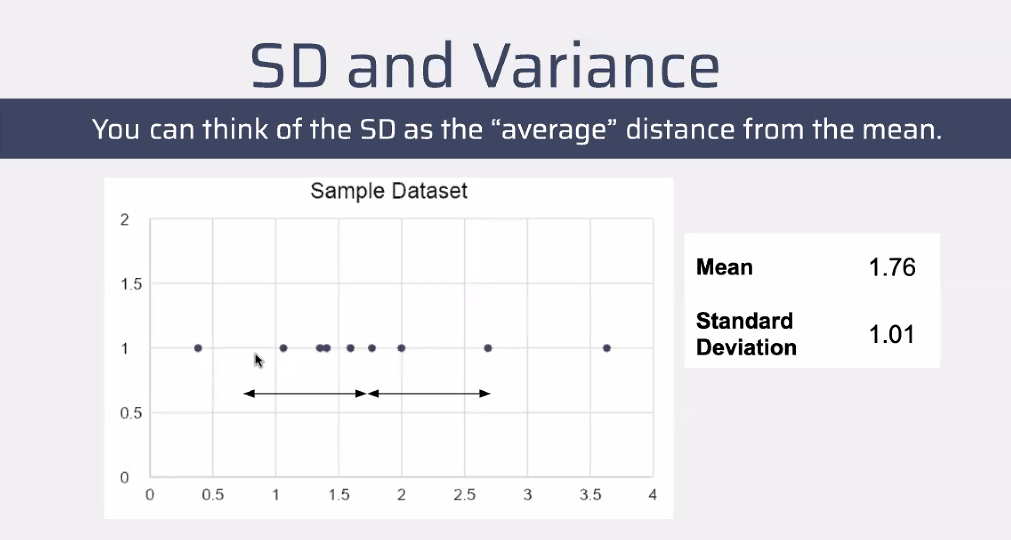 SD and Variance
You can think of the SD as the “average” distance from the mean.
Sample Dataset
2
1.5
1
0.5
0
0 0.5 1 1.5 2 2.5 3 3.5 4
Mean 1.76
Standard
Deviation 1.01